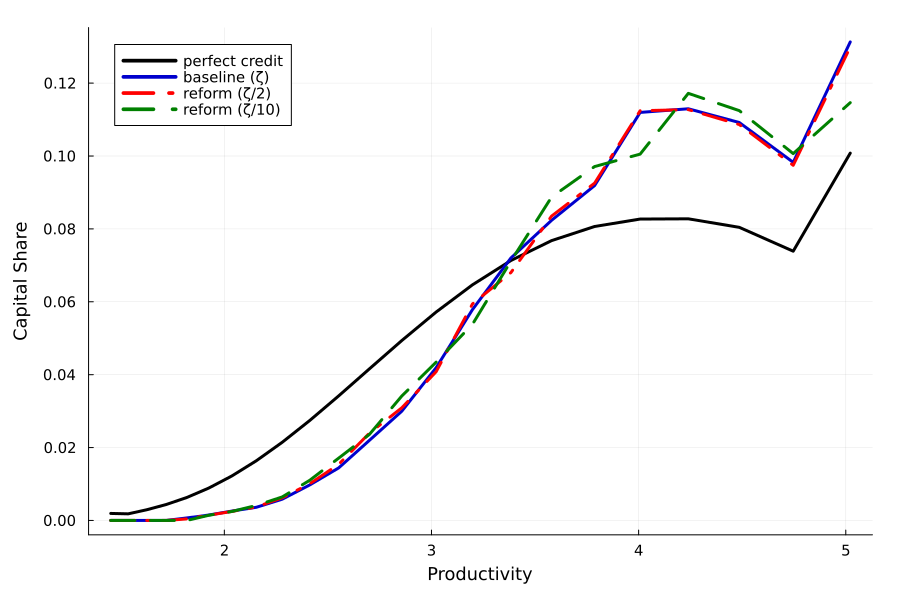 perfect credit
baseline (ζ)
reform (ζ/2)
reform (ζ/10)
0.12
0.10
0.08
0.06
0.04
0.02
0.00
Capital Share
2 3 4 5
Productivity